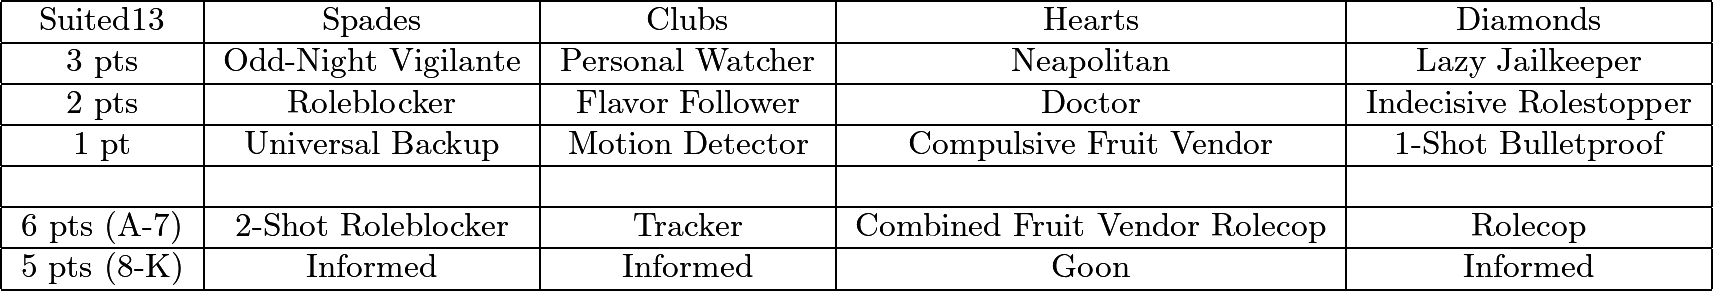 Suited13 Spades Clubs Hearts Diamonds
3 pts Odd-Night Vigilante Personal Watcher Neapolitan Lazy Jailkeeper
2 pts Roleblocker Flavor Follower Doctor Indecisive Rolestopper
1 pt Universal Backup Motion Detector Compulsive Fruit Vendor 1-Shot Bulletproof
6 pts (A-7) 2-Shot Roleblocker Tracker Combined Fruit Vendor Rolecop Rolecop
5 pts (8-K) Informed Informed Goon Informed